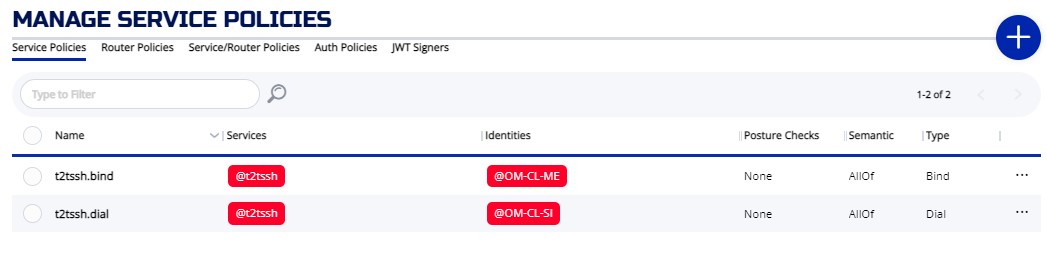 MANAGE SERVICE POLICIES
Service Policies Router Policies Service/Router Policies Auth Policies JWT Signers
Type to Filter 1-2 of 2
Name Services Identities Posture Checks Semantic Type
t2tssh.bind @t2tssh @OM-CL-ME None AllOf Bind ...
t2tssh.dial @t2tssh @OM-CL-SI None AllOf Dial ...